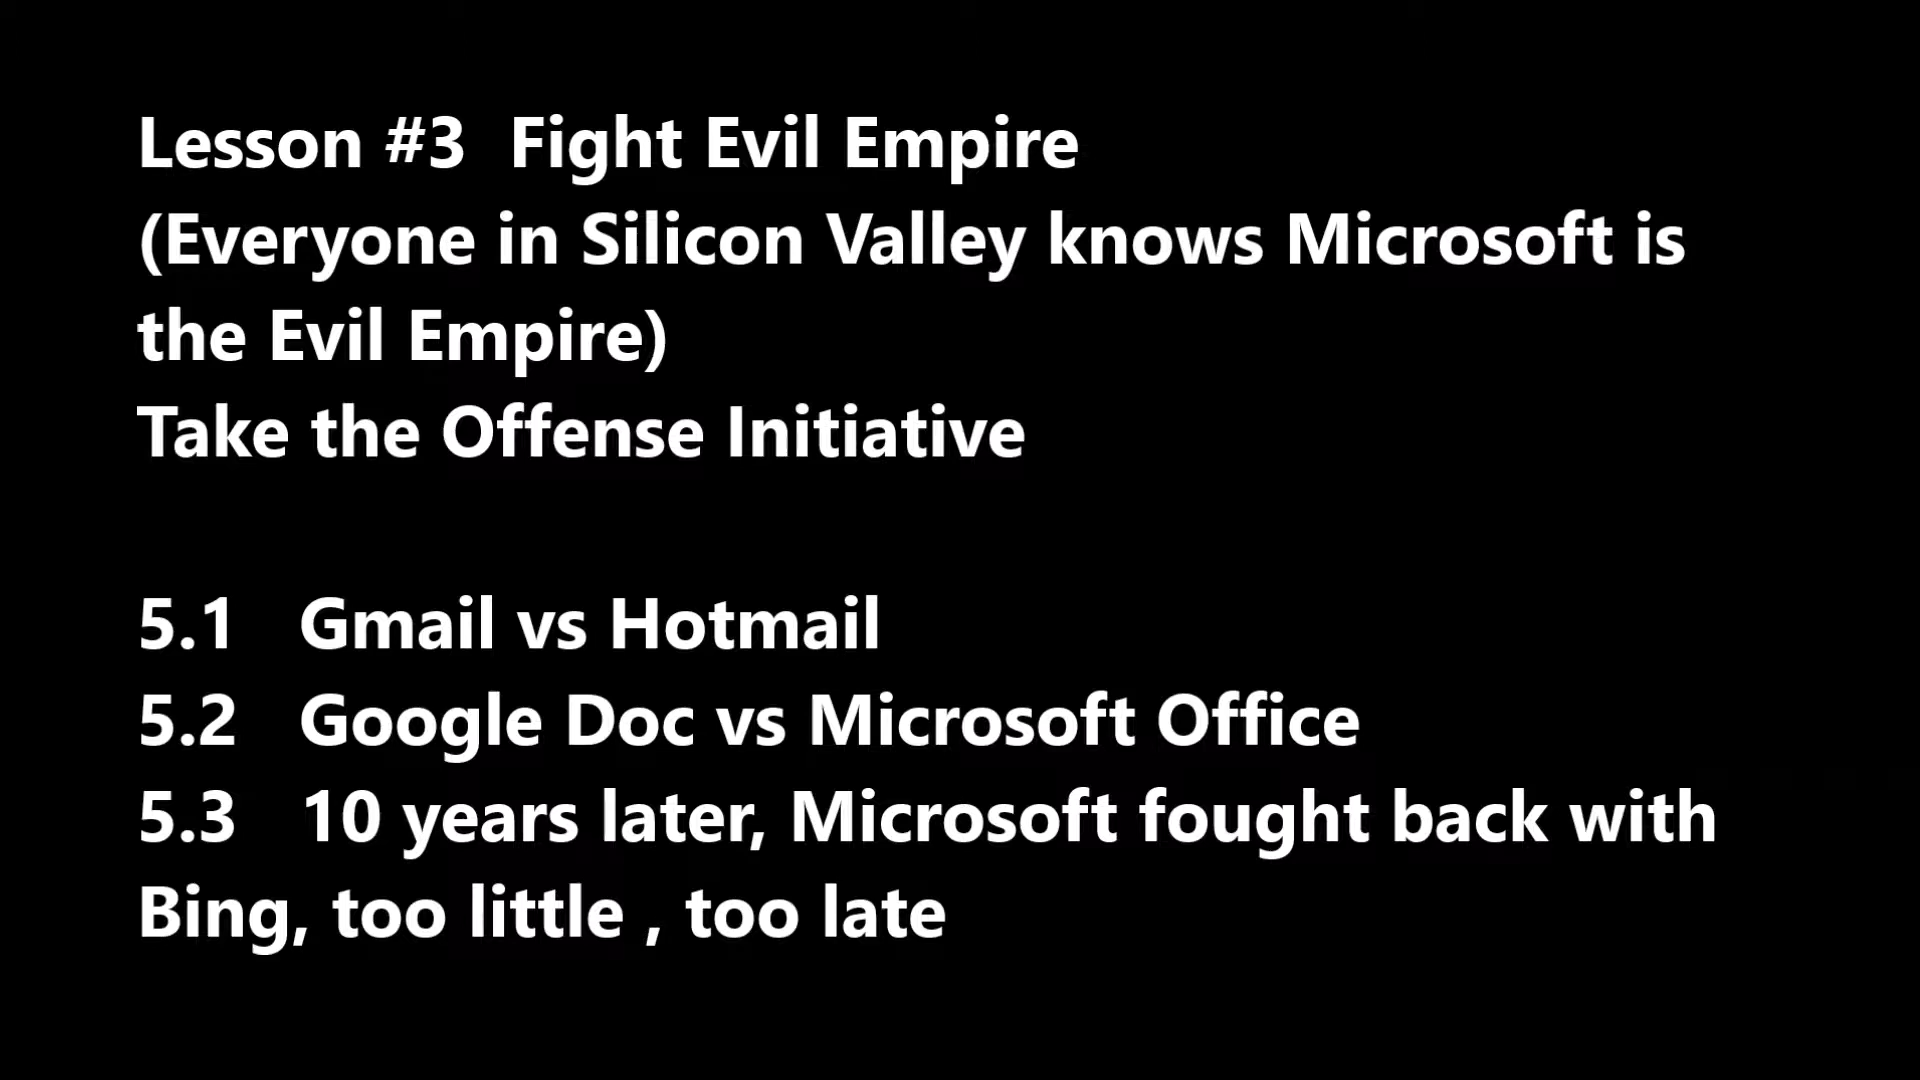 Lesson #3  Fight Evil Empire
(Everyone in Silicon Valley knows Microsoft is
the Evil Empire)
Take the Offense Initiative
5.1   Gmail vs Hotmail
5.2   Google Doc vs Microsoft Office
5.3   10 years later, Microsoft fought back with
Bing, too little , too late